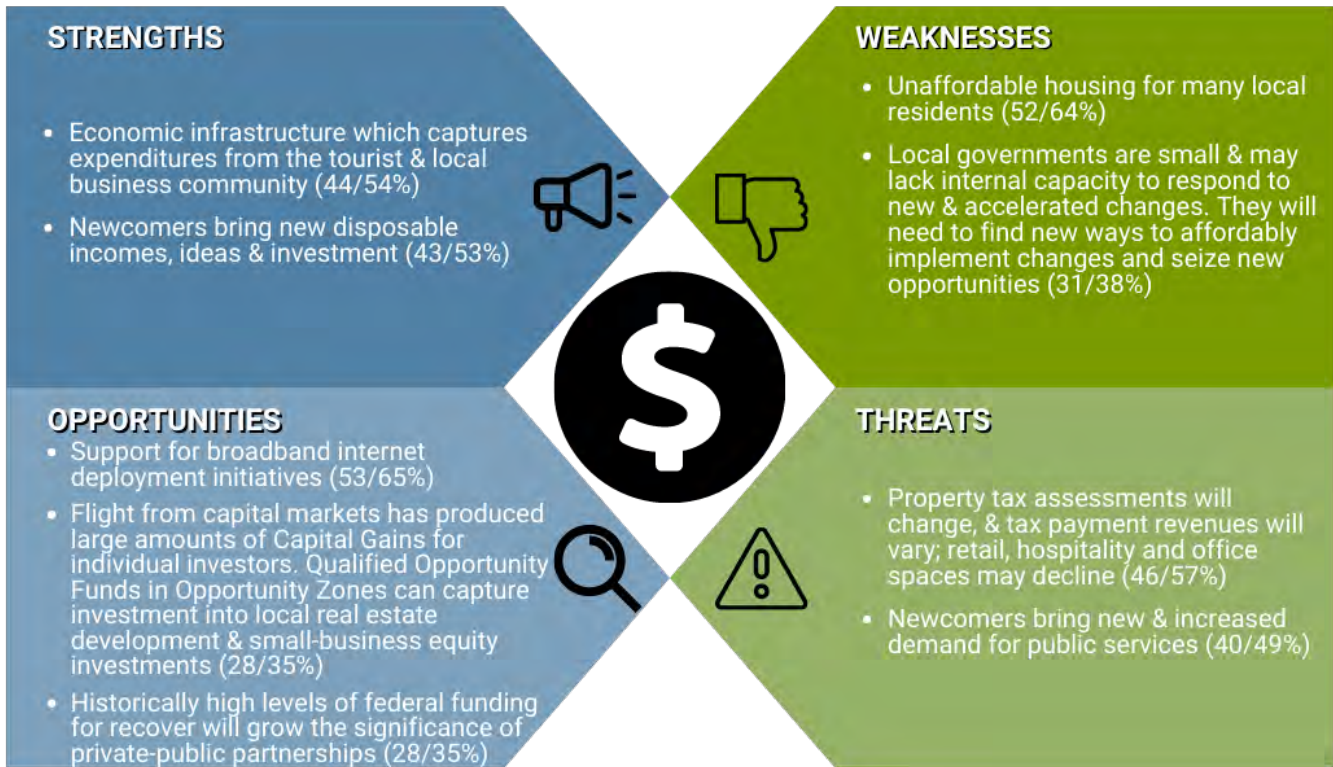 STRENGTHS
• Economic infrastructure which captures
expenditures from the tourist & local
business community (44/54%)
• Newcomers bring new disposable
incomes, ideas & investment (43/53%)
WEAKNESSES
• Unaffordable housing for many local
residents (52/64%)
• Local governments are small & may
lack internal capacity to respond to
new & accelerated changes. They will
need to find new ways to affordably
implement changes and seize new
opportunities (31/38%)
$
OPPORTUNITIES
• Support for broadband internet
deployment initiatives (53/65%)
• Flight from capital markets has produced
large amounts of Capital Gains for
individual investors. Qualified Opportunity
Funds in Opportunity Zones can capture
investment into local real estate
development & small-business equity
investments (28/35%)
• Historically high levels of federal funding
for recover will grow the significance of
private-public partnerships (28/35%)
THREATS
• Property tax assessments will
change, & tax payment revenues will
vary; retail, hospitality and office
spaces may decline (46/57%)
• Newcomers bring new & increased
demand for public services (40/49%)